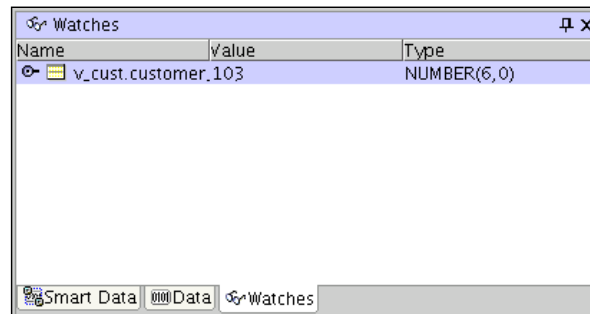 Watches
Name Value Type
v_cust.customer_ 103 NUMBER(6,0)
Smart Data Data Watches